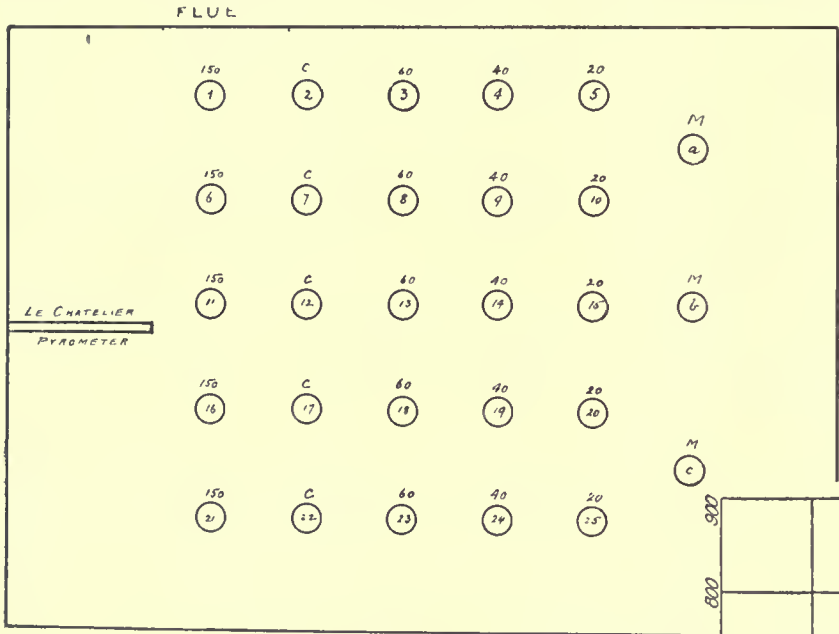 FLUE
150 C 60 40 20
1 2 3 4 5
M
a
150 C 60 40 20
6 7 8 9 10
150 C 60 40 20 M
11 12 13 14 15 b
LE CHATELIER
PYROMETER
150 C 60 40 20
16 17 18 19 20
M
c
150 C 60 40 20
21 22 23 24 25
900
800